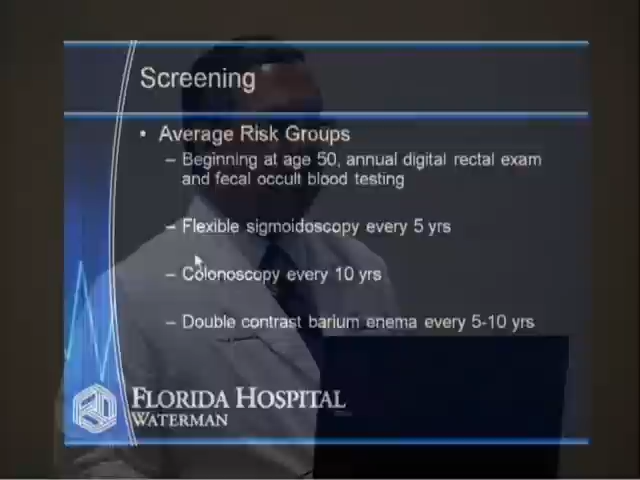 Screening
• Average Risk Groups
– Beginning at age 50, annual digital rectal exam
and fecal occult blood testing
– Flexible sigmoidoscopy every 5 yrs
– Colonoscopy every 10 yrs
– Double contrast barium enema every 5-10 yrs
FLORIDA HOSPITAL
WATERMAN